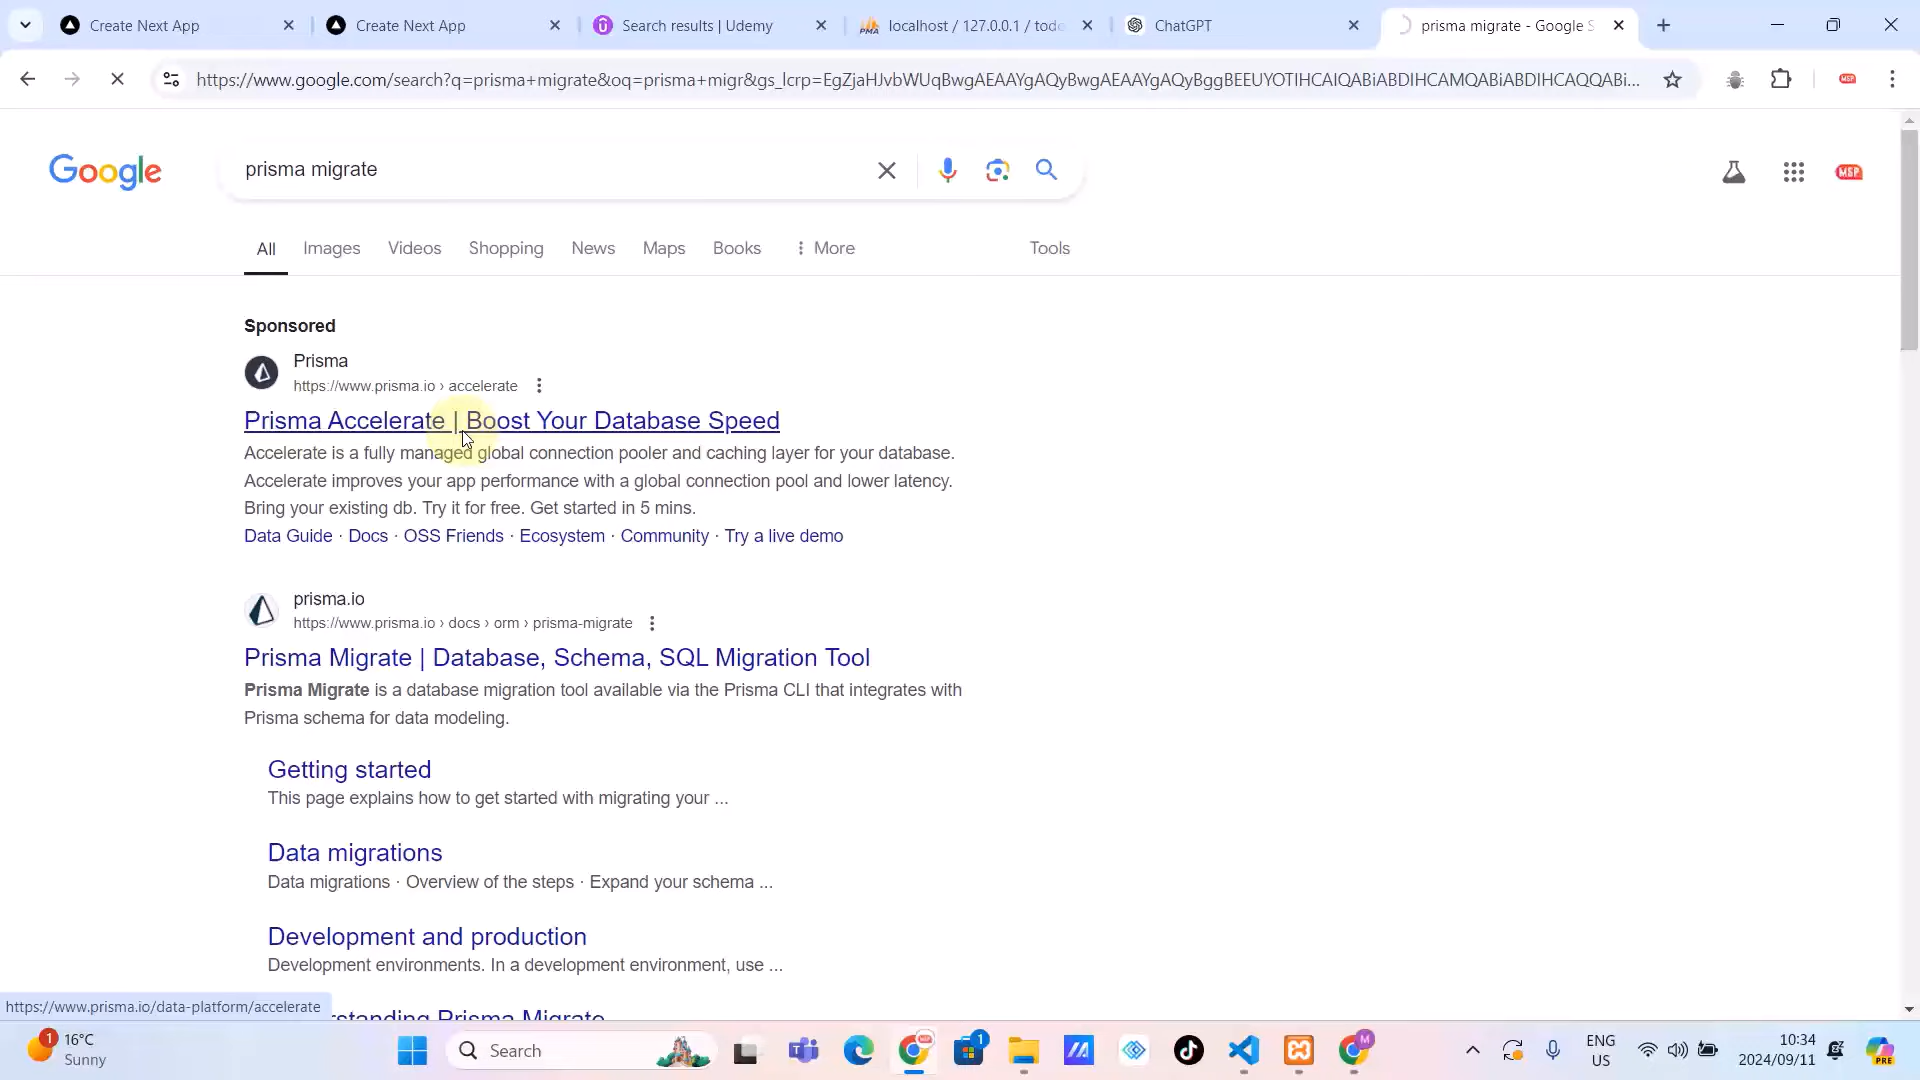 Create Next App
Create Next App
Search results | Udemy
localhost / 127.0.0.1 / todo
ChatGPT
prisma migrate - Google S
https://www.google.com/search?q=prisma+migrate&oq=prisma+migr&gs_lcrp=EgZjaHJvbWUqBwgAEAAYgAQyBwgAEAAYgAQyBggBEEUYOTIHCAIQABiABDIHCAMQABiABDIHCAQQABi...
MSP
Google
prisma migrate
MSP
All
Images
Videos
Shopping
News
Maps
Books
More
Tools
Sponsored
Prisma
https://www.prisma.io › accelerate
Prisma Accelerate | Boost Your Database Speed
Accelerate is a fully managed global connection pooler and caching layer for your database.
Accelerate improves your app performance with a global connection pool and lower latency.
Bring your existing db. Try it for free. Get started in 5 mins.
Data Guide · Docs · OSS Friends · Ecosystem · Community · Try a live demo
prisma.io
https://www.prisma.io › docs › orm › prisma-migrate
Prisma Migrate | Database, Schema, SQL Migration Tool
Prisma Migrate is a database migration tool available via the Prisma CLI that integrates with
Prisma schema for data modeling.
Getting started
This page explains how to get started with migrating your ...
Data migrations
Data migrations · Overview of the steps · Expand your schema ...
Development and production
Development environments. In a development environment, use ...
https://www.prisma.io/data-platform/accelerate
rstanding Prisma Migrate
1
16°C
Sunny
Search
MSP
1
M
ENG
US
10:34
2024/09/11
PRE